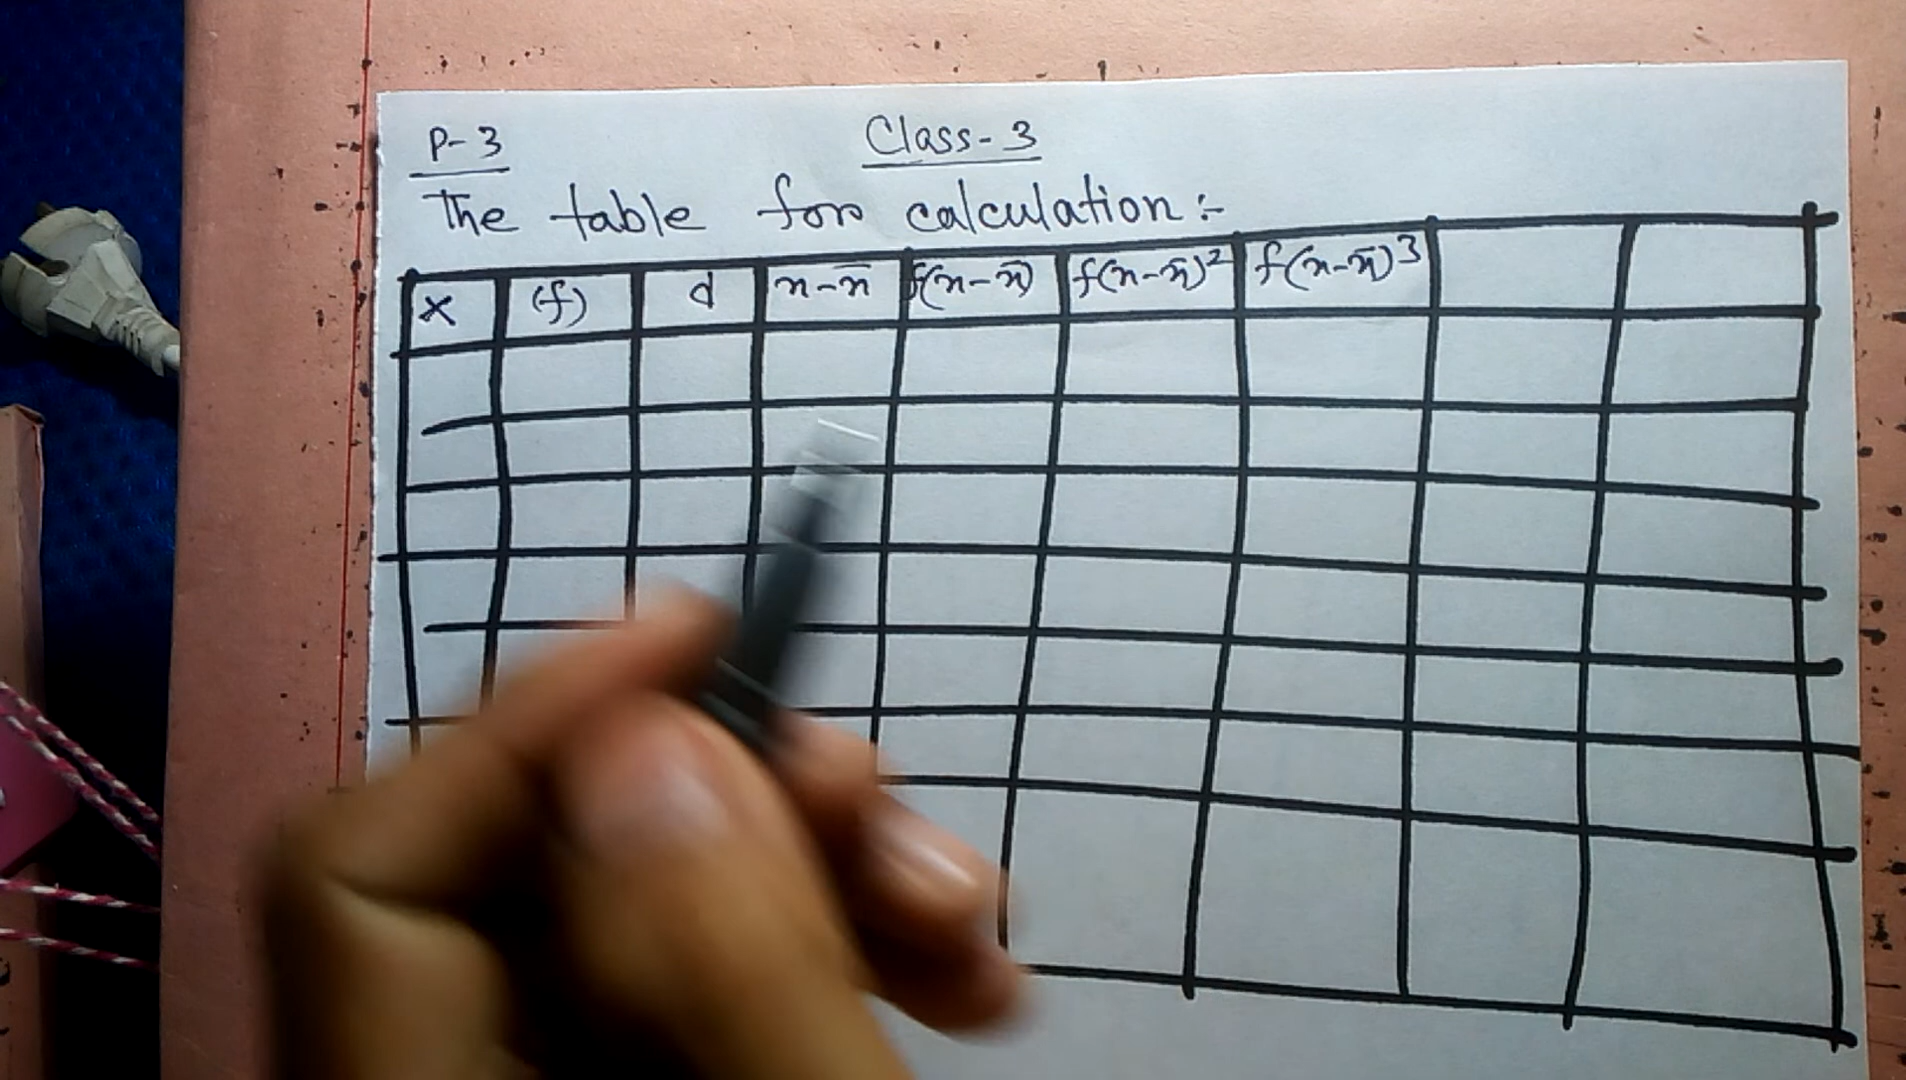 P-3
Class-3
The table for calculation:-
x (f) d x-x̄ f(x-x̄) f(x-x̄)² f(x-x̄)³